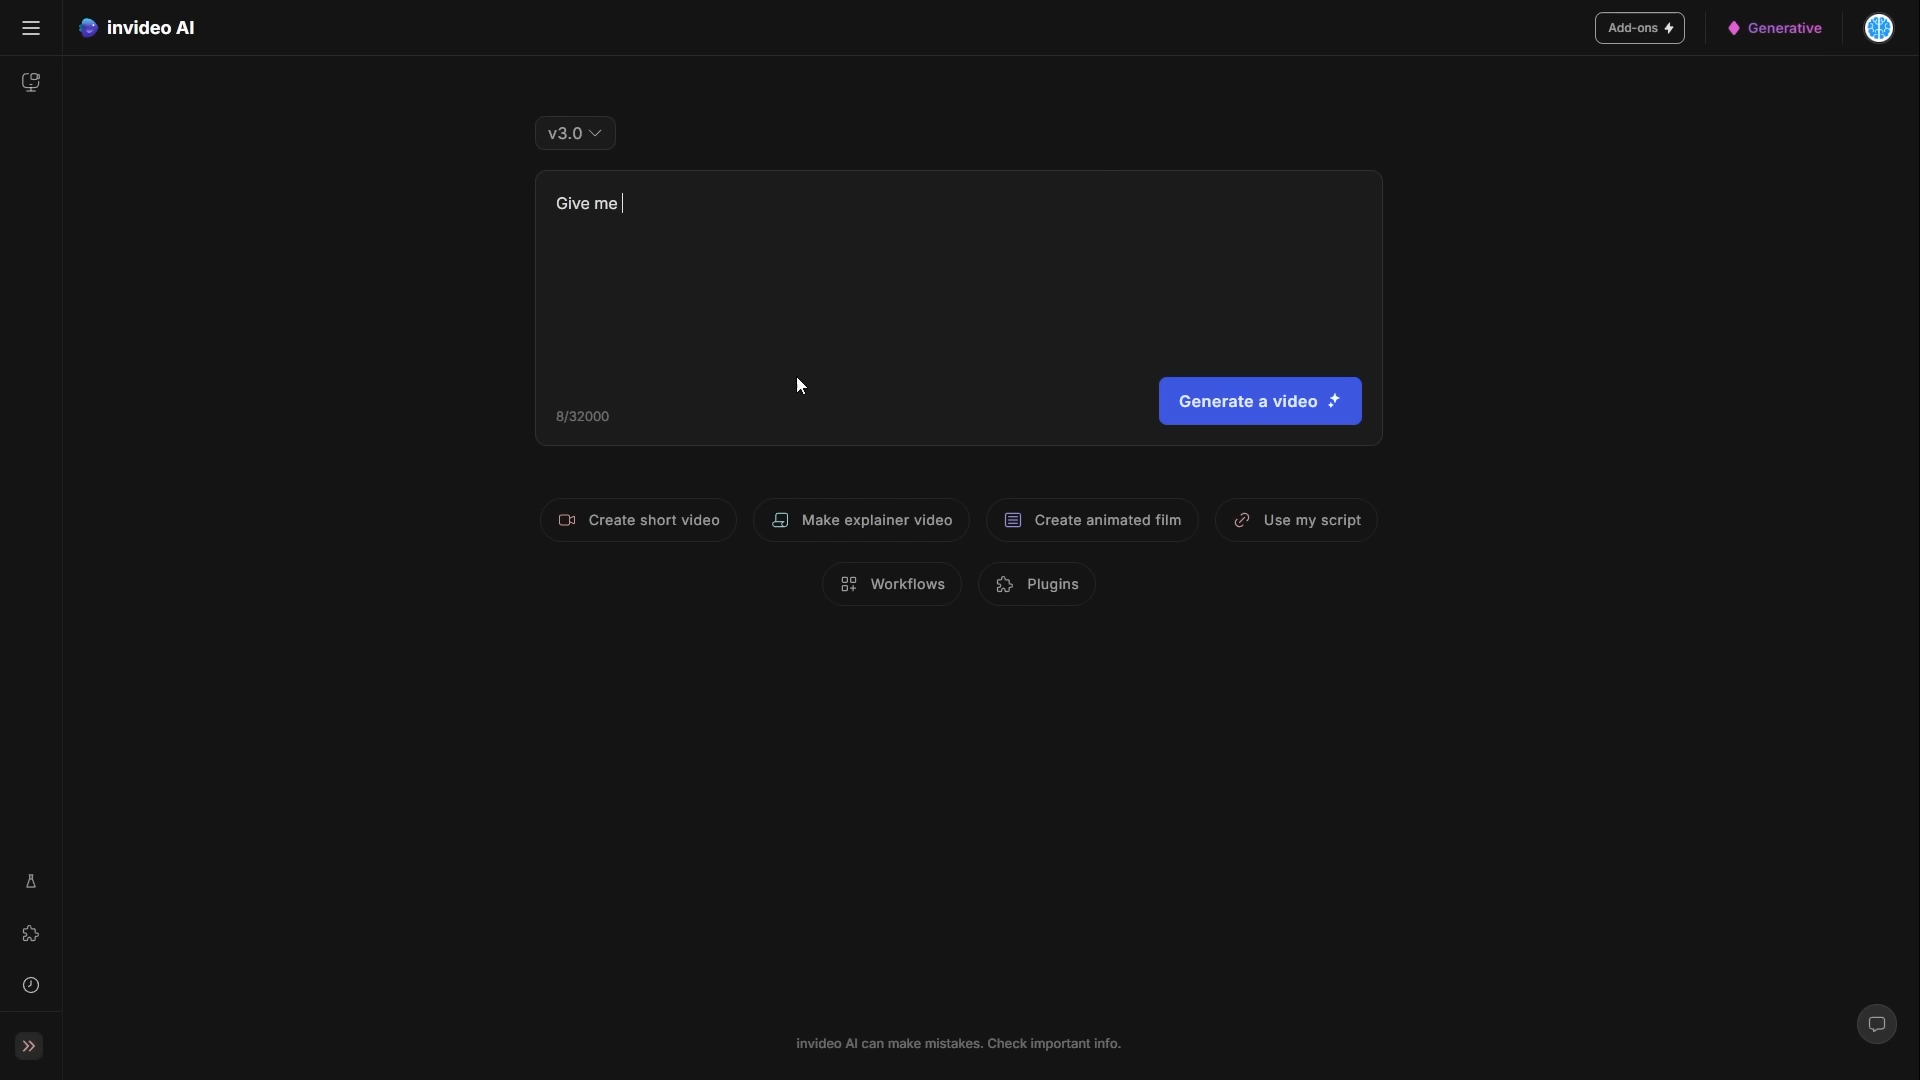 invideo AI
Add-ons
Generative
v3.0
Give me
8/32000
Generate a video
Create short video
Make explainer video
Create animated film
Use my script
Workflows
Plugins
invideo AI can make mistakes. Check important info.